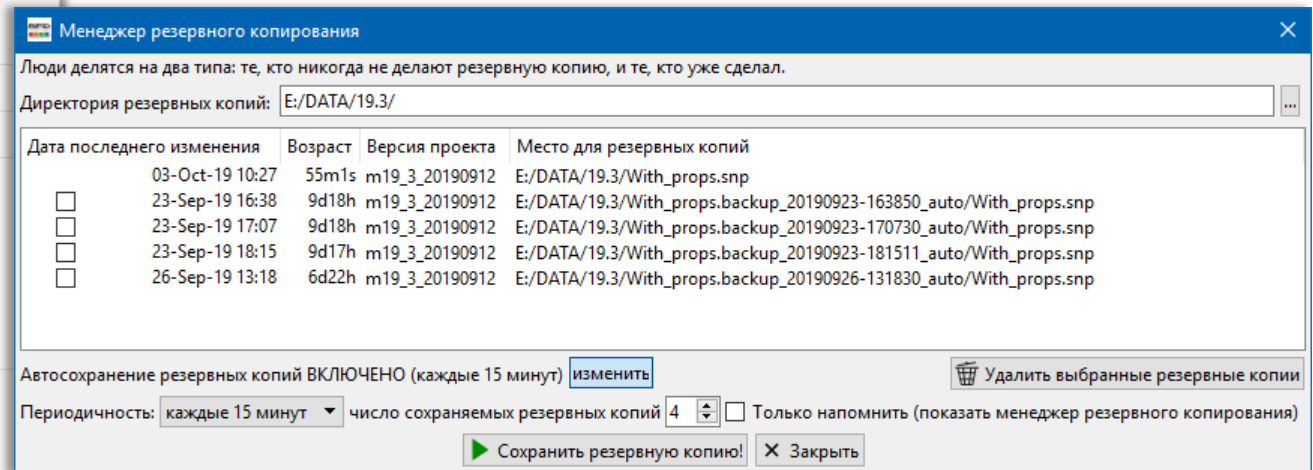 Менеджер резервного копирования
Люди делятся на два типа: те, кто никогда не делают резервную копию, и те, кто уже сделал.
Директория резервных копий: E:/DATA/19.3/ ...
Дата последнего изменения Возраст Версия проекта Место для резервных копий
03-Oct-19 10:27 55m1s m19_3_20190912 E:/DATA/19.3/With_props.snp
23-Sep-19 16:38 9d18h m19_3_20190912 E:/DATA/19.3/With_props.backup_20190923-163850_auto/With_props.snp
23-Sep-19 17:07 9d18h m19_3_20190912 E:/DATA/19.3/With_props.backup_20190923-170730_auto/With_props.snp
23-Sep-19 18:15 9d17h m19_3_20190912 E:/DATA/19.3/With_props.backup_20190923-181511_auto/With_props.snp
26-Sep-19 13:18 6d22h m19_3_20190912 E:/DATA/19.3/With_props.backup_20190926-131830_auto/With_props.snp
Автосохранение резервных копий ВКЛЮЧЕНО (каждые 15 минут) изменить Удалить выбранные резервные копии
Периодичность: каждые 15 минут число сохраняемых резервных копий 4 Только напомнить (показать менеджер резервного копирования)
Сохранить резервную копию! Закрыть